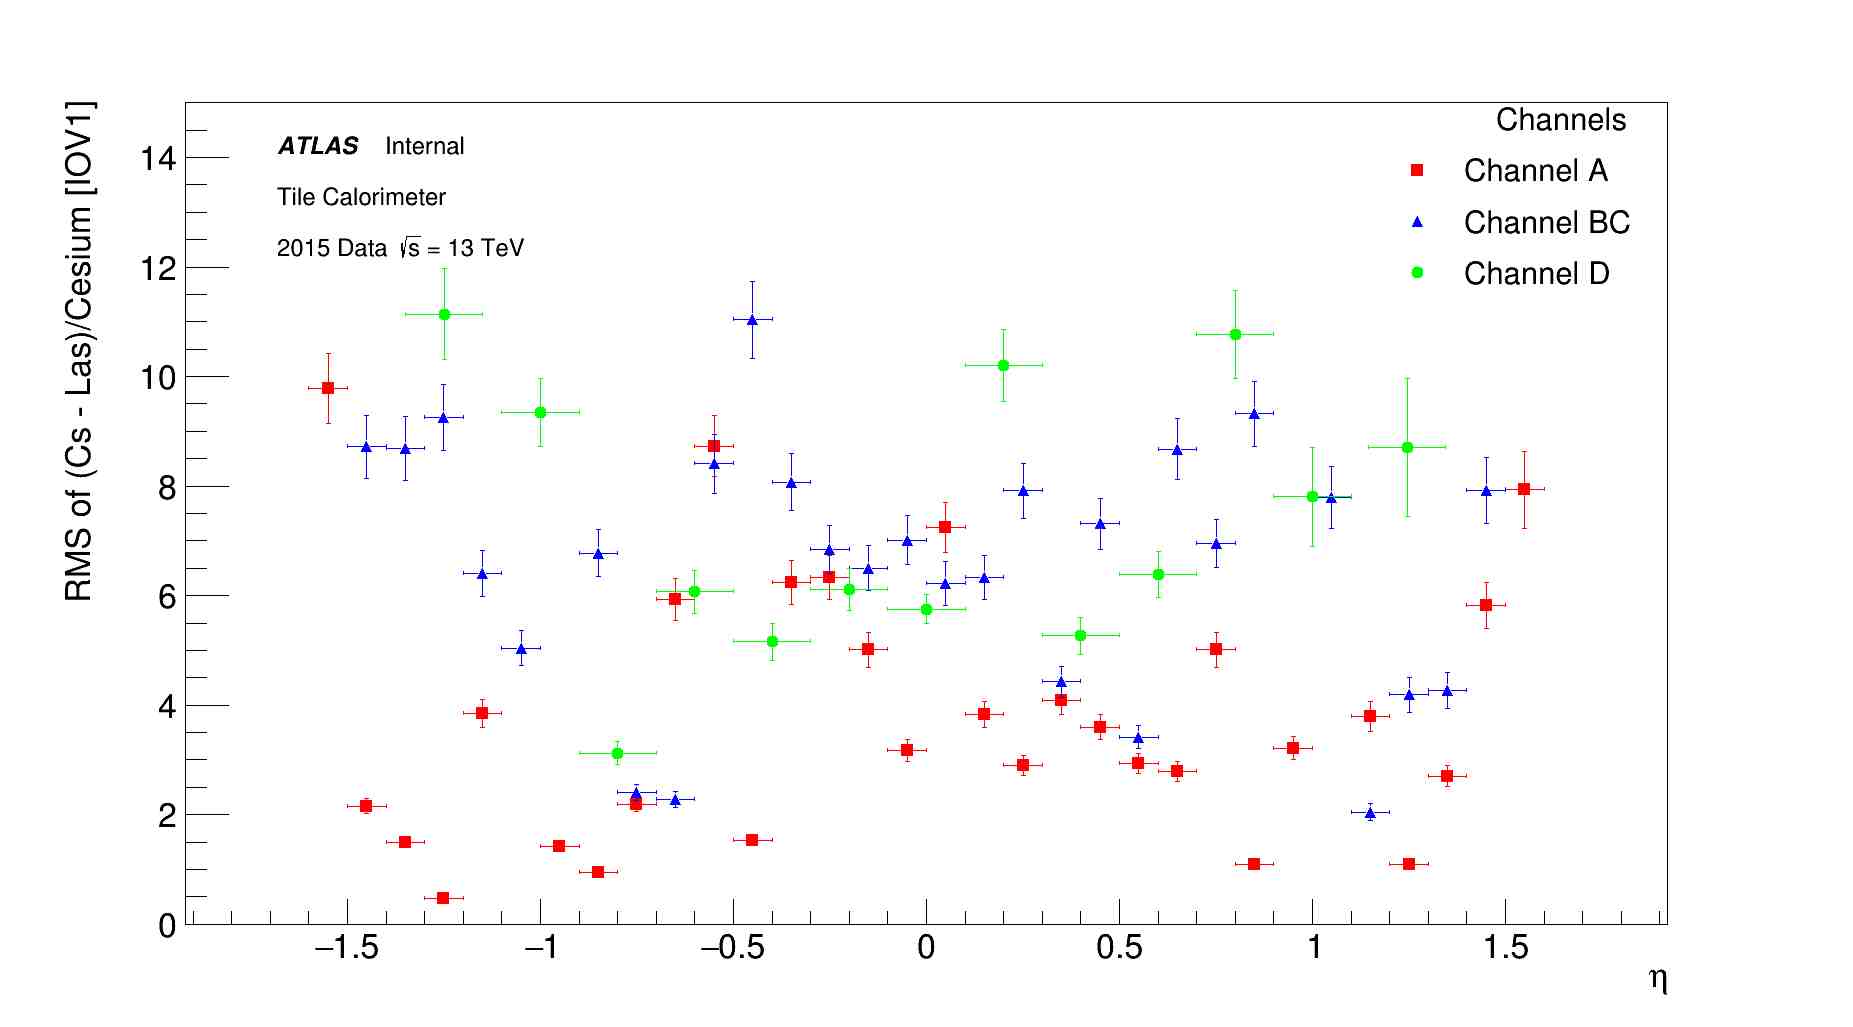 RMS of (Cs - Las)/Cesium [IOV1]
ATLAS Internal
Tile Calorimeter
2015 Data √s = 13 TeV
Channels
Channel A
Channel BC
Channel D
14
12
10
8
6
4
2
0
−1.5 −1 −0.5 0 0.5 1 1.5
η